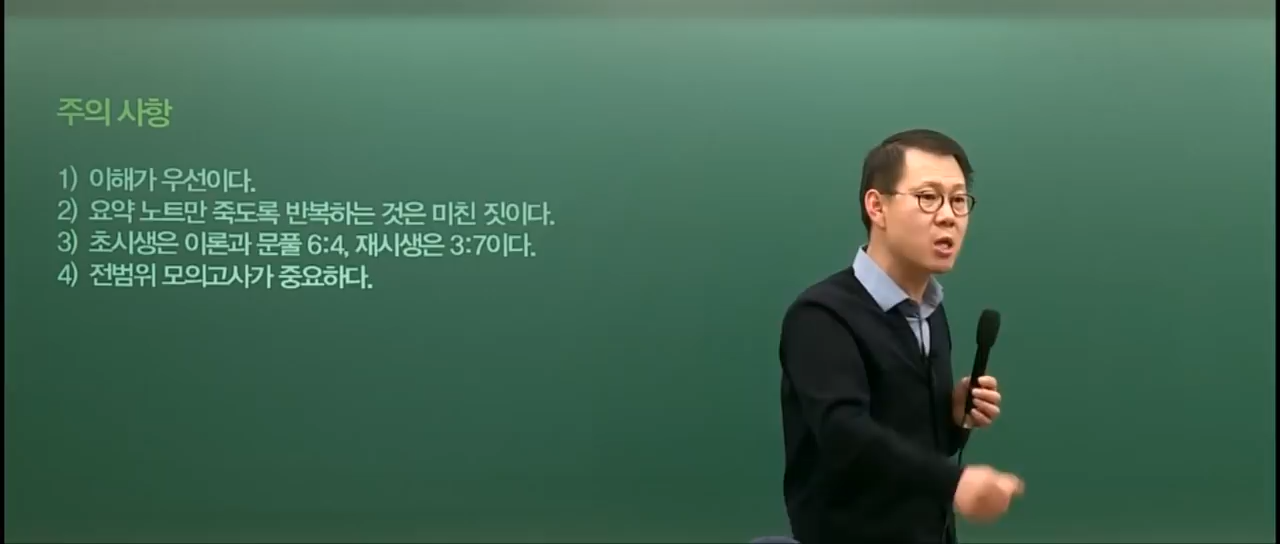 주의 사항
1) 이해가 우선이다.
2) 요약 노트만 죽도록 반복하는 것은 미친 짓이다.
3) 초시생은 이론과 문풀 6:4, 재시생은 3:7이다.
4) 전범위 모의고사가 중요하다.